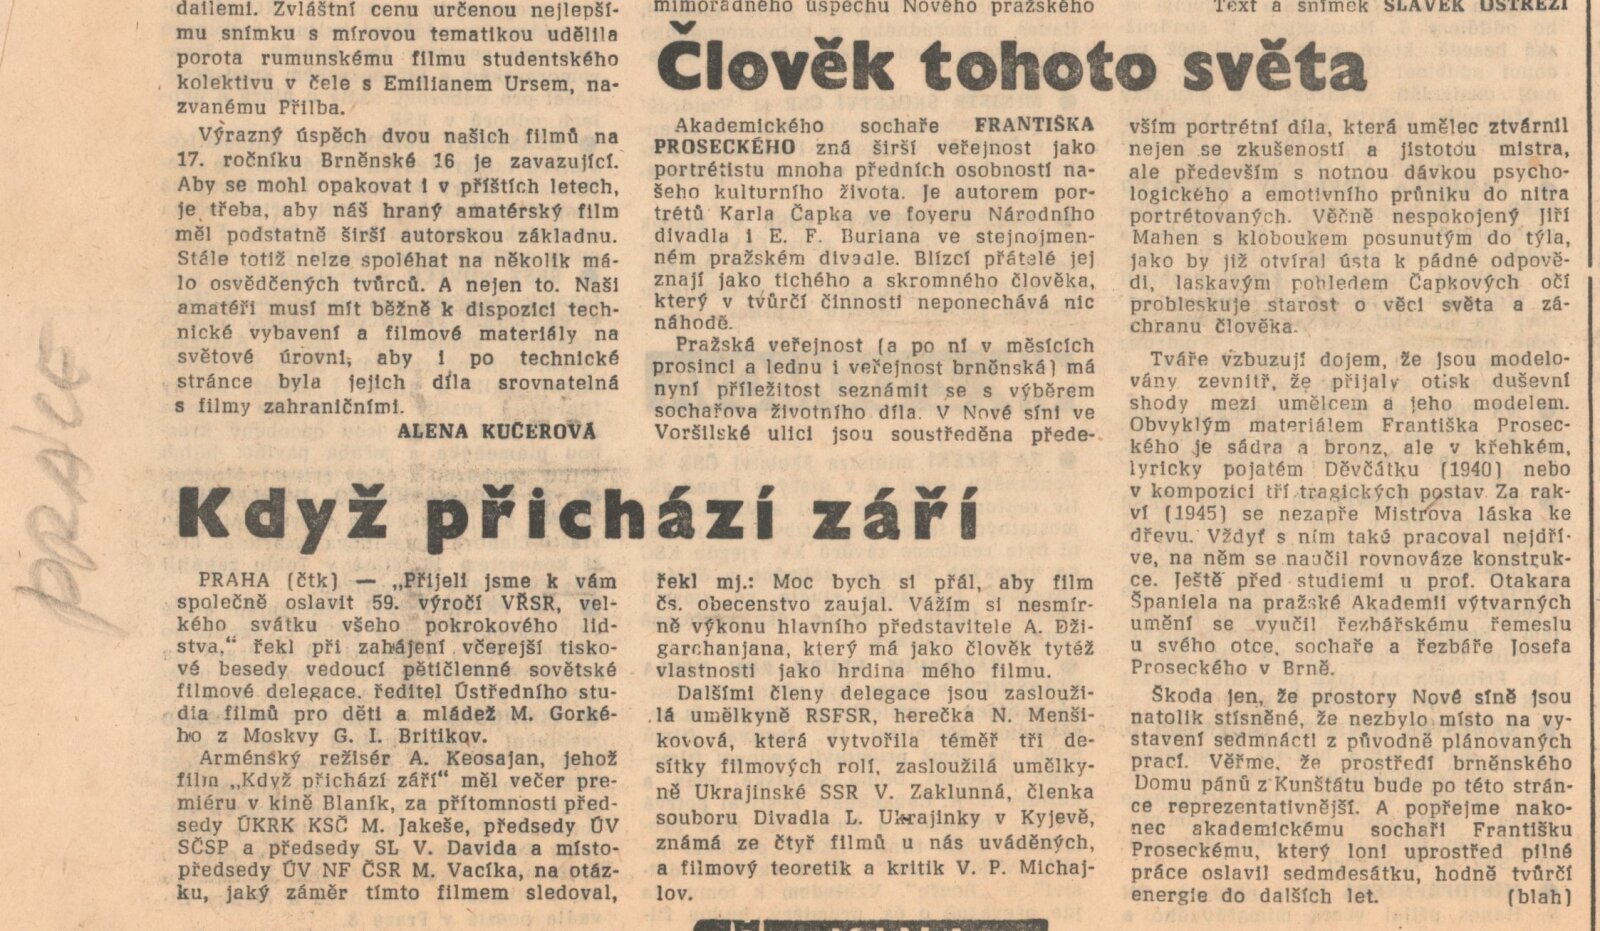 dailemi. Zvláštní cenu určenou nejlepší-
mu snímku s mírovou tematikou udělila
porota rumunskému filmu studentského
kolektivu v čele s Emilianem Ursem, na-
zvanému Přilba.
Výrazný úspěch dvou našich filmů na
17. ročníku Brněnské 16 je zavazující.
Aby se mohl opakovat i v příštích letech,
je třeba, aby náš hraný amatérský film
měl podstatně širší autorskou základnu.
Stále totiž nelze spoléhat na několik má-
lo osvědčených tvůrců. A nejen to. Naši
amatéři musí mít běžně k dispozici tech-
nické vybavení a filmové materiály na
světové úrovni, aby i po technické
stránce byla jejich díla srovnatelná
s filmy zahraničními.
ALENA KUČEROVÁ
mimořádného úspěchu Nového pražského
Text a snímek SLÁVEK OSTŘEŽÍ
Člověk tohoto světa
Akademického sochaře FRANTIŠKA
PROSECKÉHO zná širší veřejnost jako
portrétistu mnoha předních osobností na-
šeho kulturního života. Je autorem por-
trétů Karla Čapka ve foyeru Národního
divadla i E. F. Buriana ve stejnojmen-
ném pražském divadle. Blízcí přátelé jej
znají jako tichého a skromného člověka,
který v tvůrčí činnosti neponechává nic
náhodě.
Pražská veřejnost (a po ní v měsících
prosinci a lednu i veřejnost brněnská) má
nyní příležitost seznámit se s výběrem
sochařova životního díla. V Nové síni ve
Voršilské ulici jsou soustředěna přede-
vším portrétní díla, která umělec ztvárnil
nejen se zkušeností a jistotou mistra,
ale především s notnou dávkou psycho-
logického a emotivního průniku do nitra
portrétovaných. Věčně nespokojený Jiří
Mahen s kloboukem posunutým do týla,
jako by již otvíral ústa k pádné odpově-
di, laskavým pohledem Čapkových očí
probleskuje starost o věci světa a zá-
chranu člověka.
Tváře vzbuzují dojem, že jsou modelo-
vány zevnitř, že přijaly otisk duševní
shody mezi umělcem a jeho modelem.
Obvyklým materiálem Františka Prosec-
kého je sádra a bronz, ale v křehkém,
lyricky pojatém Děvčátku (1940) nebo
v kompozici tří tragických postav Za rak-
ví (1945) se nezapře Mistrova láska ke
dřevu. Vždyť s ním také pracoval nejdří-
ve, na něm se naučil rovnováze konstruk-
ce. Ještě před studiemi u prof. Otakara
Španiela na pražské Akademii výtvarných
umění se vyučil řezbářskému řemeslu
u svého otce, sochaře a řezbáře Josefa
Proseckého v Brně.
Škoda jen, že prostory Nové síně jsou
natolik stísněné, že nezbylo místo na vy-
stavení sedmnácti z původně plánovaných
prací. Věřme, že prostředí brněnského
Domu pánů z Kunštátu bude po této strán-
ce reprezentativnější. A popřejme nako-
nec akademickému sochaři Františku
Proseckému, který loni uprostřed pilné
práce oslavil sedmdesátku, hodně tvůrčí
energie do dalších let. (blah)
Když přichází září
PRAHA (čtk) — „Přijeli jsme k vám
společně oslavit 59. výročí VŘSR, vel-
kého svátku všeho pokrokového lid-
stva,“ řekl při zahájení včerejší tisko-
vé besedy vedoucí pětičlenné sovětské
filmové delegace, ředitel Ústředního stu-
dia filmů pro děti a mládež M. Gorké-
ho z Moskvy G. I. Britikov.
Arménský režisér A. Keosajan, jehož
film „Když přichází září“ měl večer pre-
miéru v kině Blaník, za přítomnosti před-
sedy ÚKRK KSČ M. Jakeše, předsedy ÚV
SČSP a předsedy SL V. Davida a místo-
předsedy ÚV NF ČSR M. Vacíka, na otáz-
ku, jaký záměr tímto filmem sledoval,
řekl mj.: Moc bych si přál, aby film
čs. obecenstvo zaujal. Vážím si nesmír-
ně výkonu hlavního představitele A. Dži-
garchanjana, který má jako člověk tytéž
vlastnosti jako hrdina mého filmu.
Dalšími členy delegace jsou zaslouži-
lá umělkyně RSFSR, herečka N. Menši-
kovová, která vytvořila téměř tři de-
sítky filmových rolí, zasloužilá umělky-
ně Ukrajinské SSR V. Zaklunná, členka
souboru Divadla L. Ukrajinky v Kyjevě,
známá ze čtyř filmů u nás uváděných,
a filmový teoretik a kritik V. P. Michaj-
lov.
PRÁCE